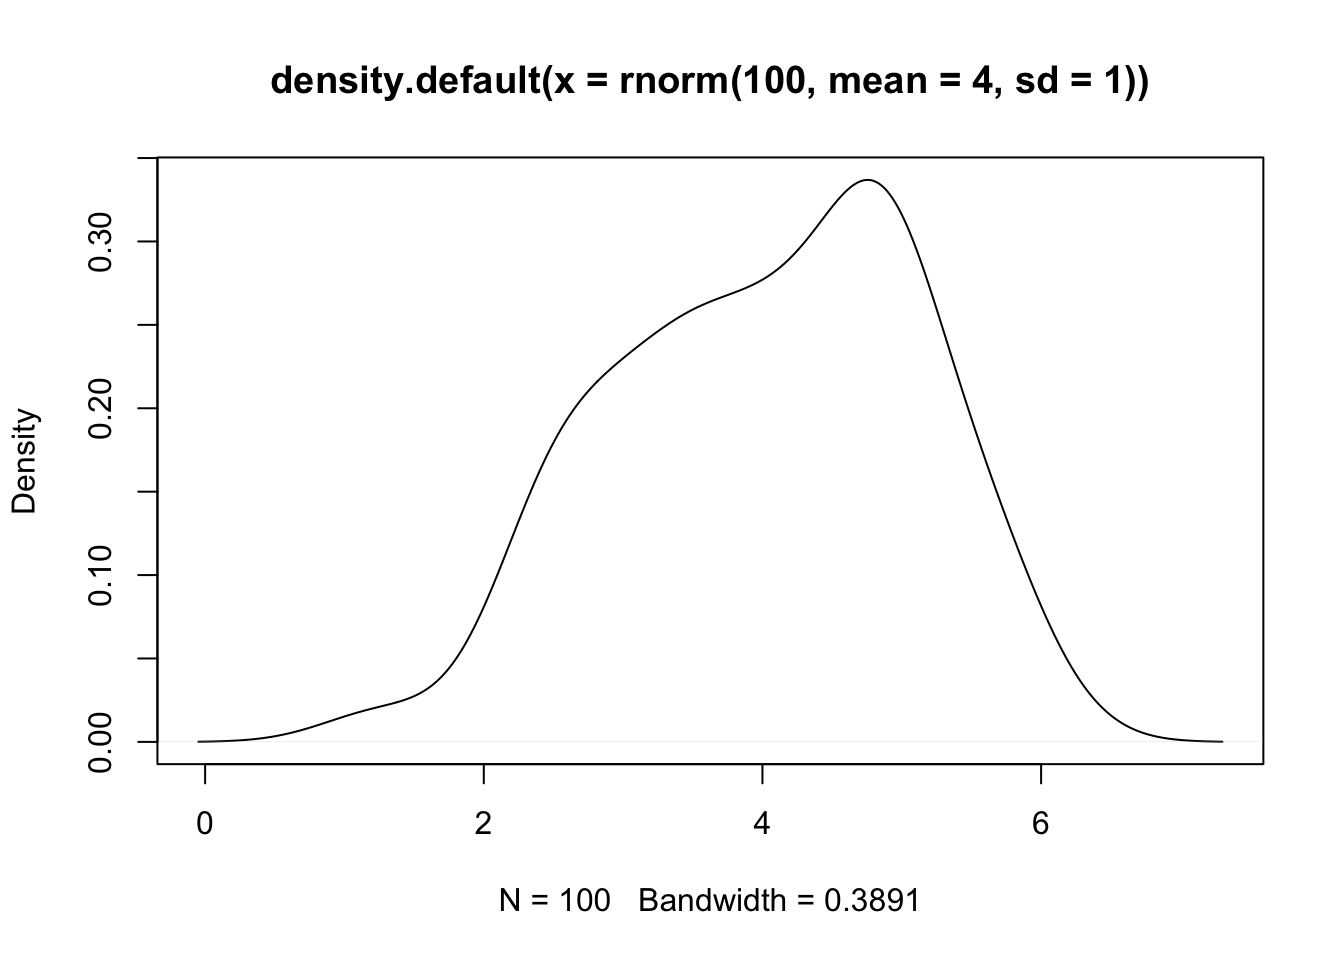 density.default(x = rnorm(100, mean = 4, sd = 1))
Density
0.30
0.20
0.10
0.00
0 2 4 6
N = 100 Bandwidth = 0.3891